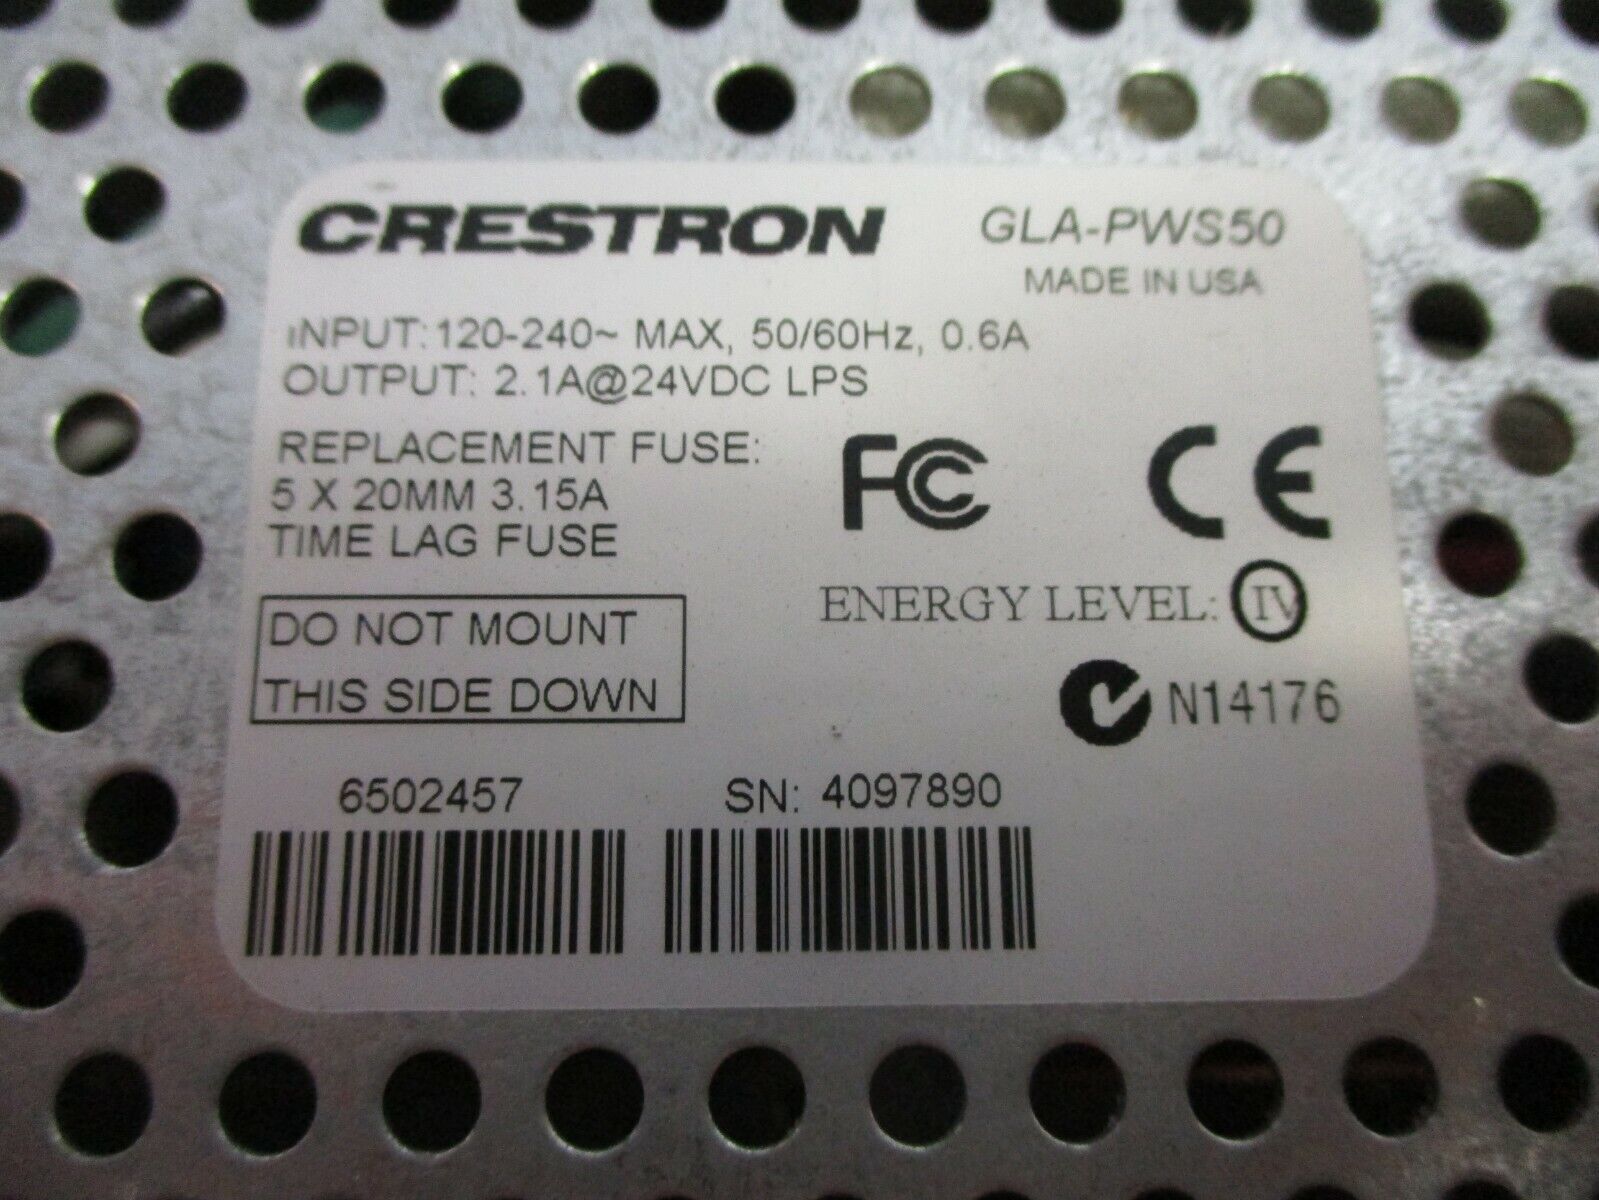 CRESTRON GLA-PWS50
MADE IN USA
INPUT: 120-240~ MAX, 50/60Hz, 0.6A
OUTPUT: 2.1A@24VDC LPS
REPLACEMENT FUSE:
5 X 20MM 3.15A
TIME LAG FUSE
FC CE
ENERGY LEVEL: IV
DO NOT MOUNT
THIS SIDE DOWN
N14176
6502457 SN: 4097890